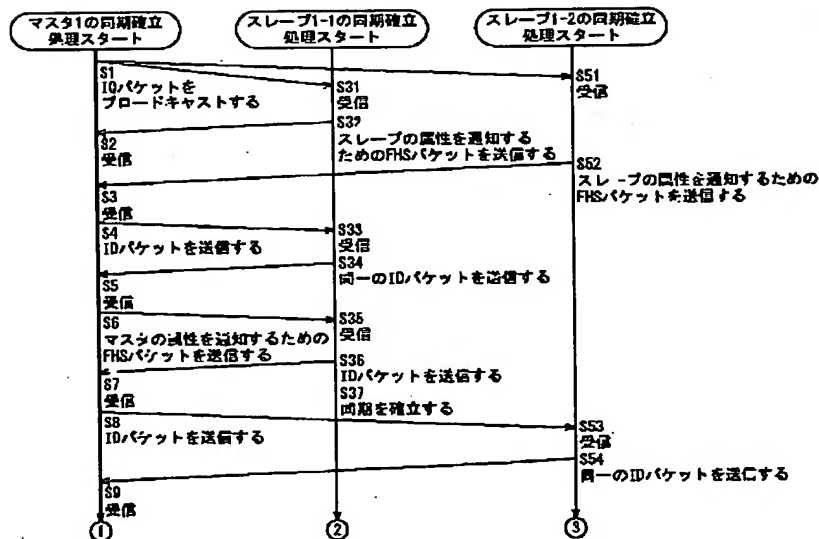 マスタ1の同期確立
処理スタート
スレーブ1-1の同期確立
処理スタート
スレーブ1-2の同期確立
処理スタート
S1
IQパケットを
ブロードキャストする
S31
受信
S51
受信
S32
スレーブの属性を通知する
ためのFHSパケットを送信する
S2
受信
S52
スレーブの属性を通知するための
FHSパケットを送信する
S3
受信
S4
IDパケットを送信する
S33
受信
S34
同一のIDパケットを送信する
S5
受信
S6
マスタの属性を通知するための
FHSパケットを送信する
S35
受信
S36
IDパケットを送信する
S7
受信
S37
同期を確立する
S8
IDパケットを送信する
S53
受信
S54
同一のIDパケットを送信する
S9
受信
①
②
③